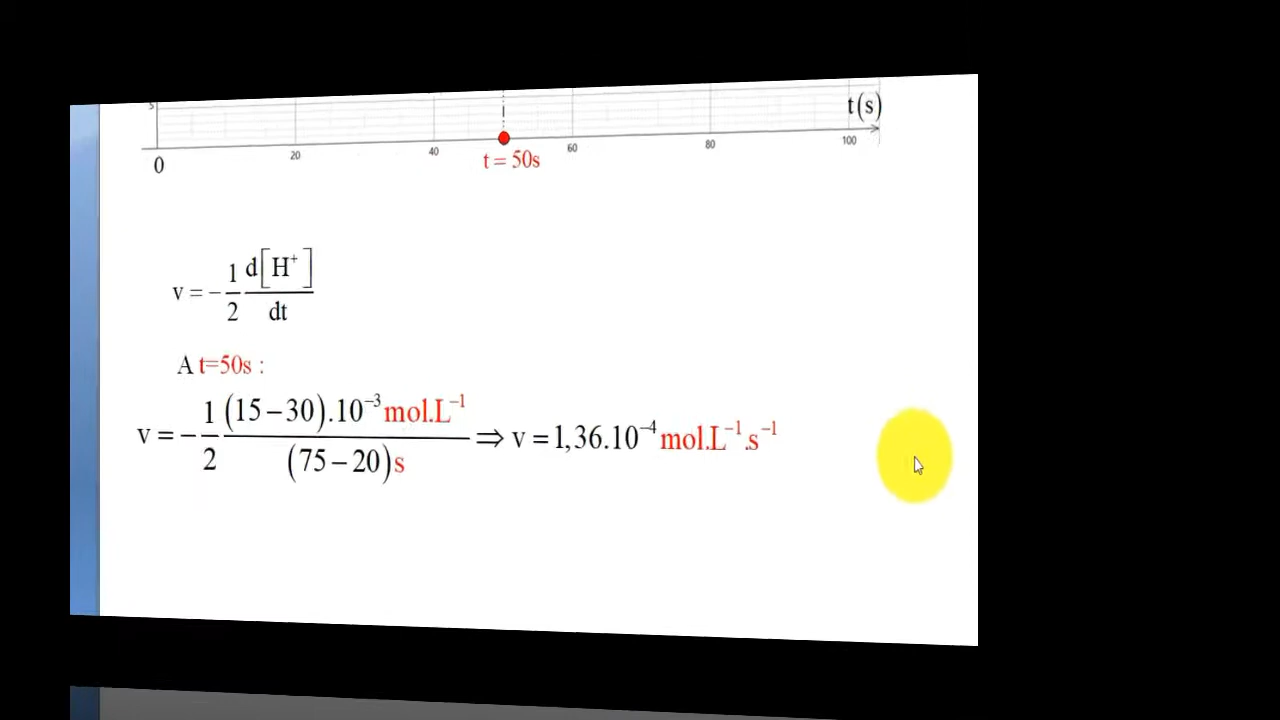 5
t(s)
0 20 40 60 80 100
t = 50s
v = -1/2 d[H⁺]/dt
A t=50s :
v = -1/2 (15-30).10⁻³ mol.L⁻¹/(75-20)s ⇒ v = 1,36.10⁻⁴ mol.L⁻¹.s⁻¹